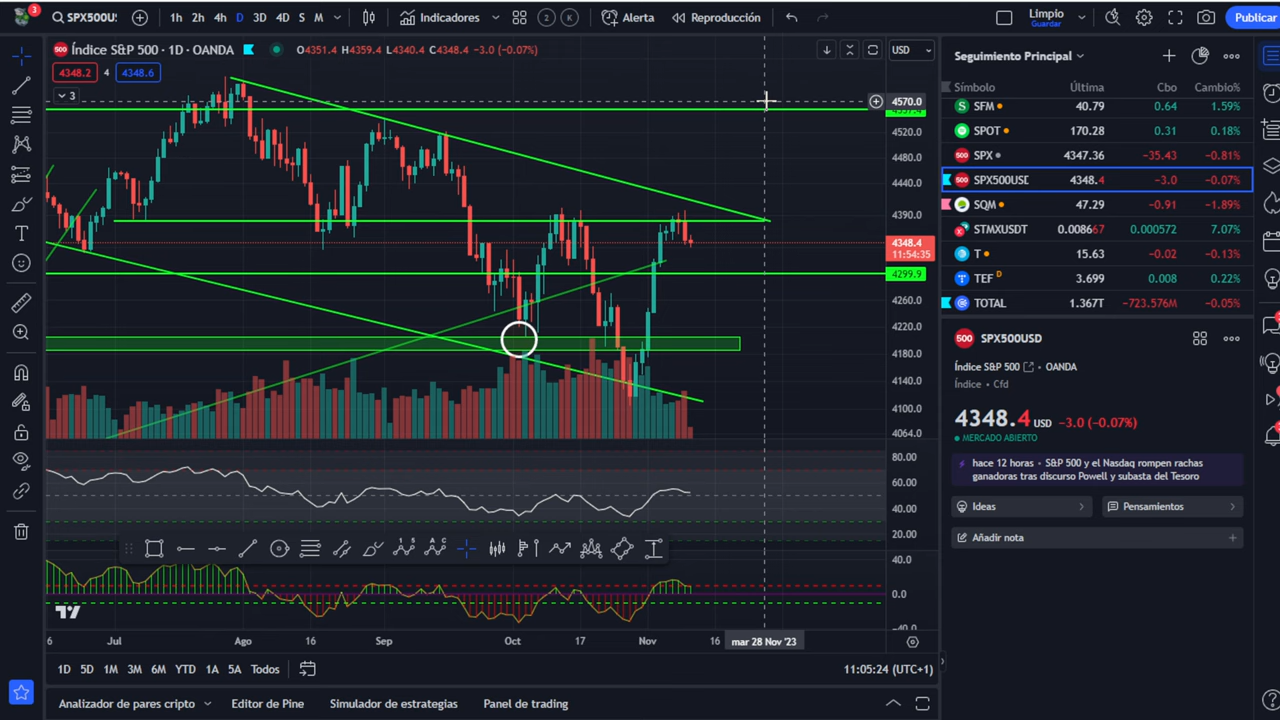 3 SPX500U 1h 2h 4h D 3D 4D S M Indicadores 2 K Alerta Reproducción Limpio Guardar Publicar
500 Índice S&P 500 · 1D · OANDA O4351.4 H4359.4 L4340.4 C4348.4 −3.0 (−0.07%) USD
4348.2 4 4348.6
3
4570.0
4520.0
4480.0
4440.0
4390.0
4348.4
11:54:35
4299.9
4260.0
4220.0
4180.0
4140.0
4100.0
4064.0
80.00
60.00
40.00
20.00
40.0
0.0
−40.0
6 Jul Ago 16 Sep Oct 17 Nov 16 mar 28 Nov '23
1D 5D 1M 3M 6M YTD 1A 5A Todos 11:05:24 (UTC+1)
Analizador de pares cripto Editor de Pine Simulador de estrategias Panel de trading
Seguimiento Principal
Símbolo Última Cbo Cambio%
SFM 40.79 0.64 1.59%
SPOT 170.28 0.31 0.18%
500 SPX 4347.36 −35.43 −0.81%
500 SPX500USD 4348.4 −3.0 −0.07%
SQM 47.29 −0.91 −1.89%
STMXUSDT 0.008667 0.000572 7.07%
T 15.63 −0.02 −0.13%
TEF D 3.699 0.008 0.22%
TOTAL 1.367T −723.576M −0.05%
500 SPX500USD
Índice S&P 500 · OANDA
Índice · Cfd
4348.4 USD −3.0 (−0.07%)
MERCADO ABIERTO
hace 12 horas · S&P 500 y el Nasdaq rompen rachas
ganadoras tras discurso Powell y subasta del Tesoro
Ideas Pensamientos
Añadir nota